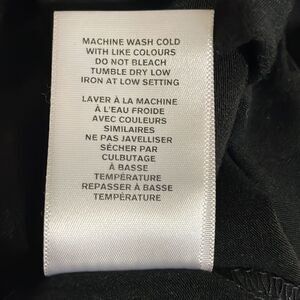 MACHINE WASH COLD
WITH LIKE COLOURS
DO NOT BLEACH
TUMBLE DRY LOW
IRON AT LOW SETTING
LAVER À LA MACHINE
À L'EAU FROIDE
AVEC COULEURS
SIMILAIRES
NE PAS JAVELLISER
SÉCHER PAR
CULBUTAGE
À BASSE
TEMPÉRATURE
REPASSER À BASSE
TEMPÉRATURE